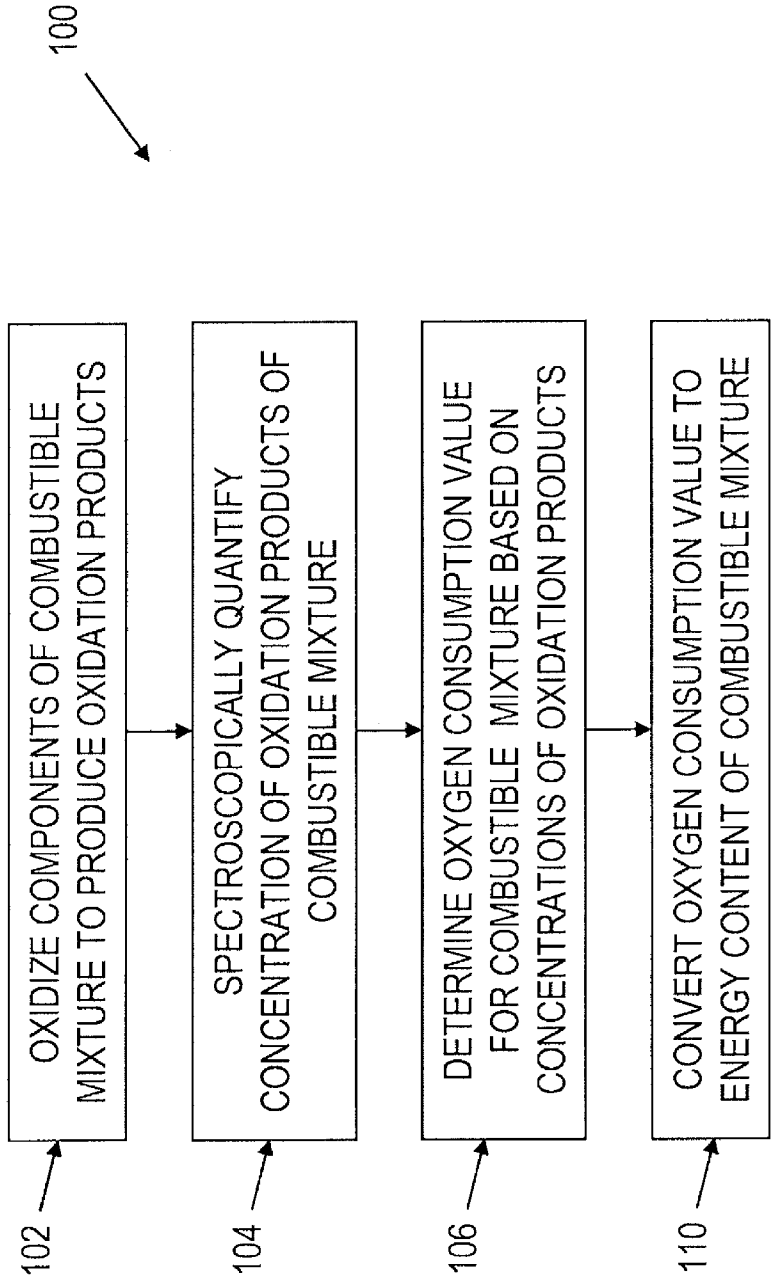 100
102
OXIDIZE COMPONENTS OF COMBUSTIBLE
MIXTURE TO PRODUCE OXIDATION PRODUCTS
104
SPECTROSCOPICALLY QUANTIFY
CONCENTRATION OF OXIDATION PRODUCTS OF
COMBUSTIBLE MIXTURE
106
DETERMINE OXYGEN CONSUMPTION VALUE
FOR COMBUSTIBLE MIXTURE BASED ON
CONCENTRATIONS OF OXIDATION PRODUCTS
110
CONVERT OXYGEN CONSUMPTION VALUE TO
ENERGY CONTENT OF COMBUSTIBLE MIXTURE